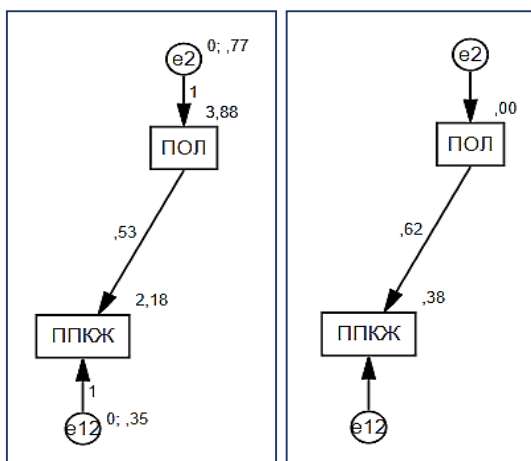 e2
0; ,77
1
3,88
ПОЛ
,53
2,18
ППКЖ
1
e12
0; ,35
e2
,00
ПОЛ
,62
,38
ППКЖ
e12